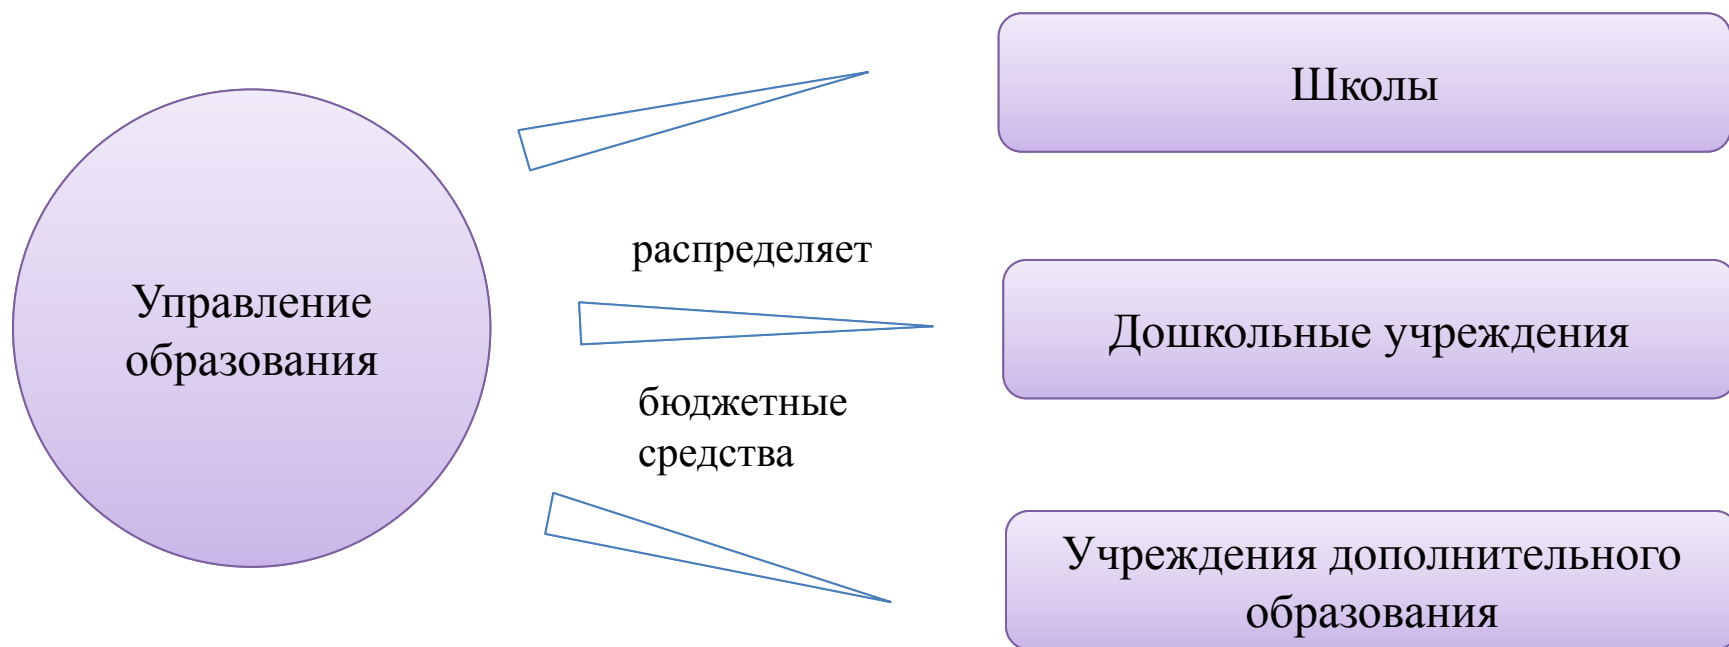 Управление
образования
распределяет
бюджетные
средства
Школы
Дошкольные учреждения
Учреждения дополнительного
образования